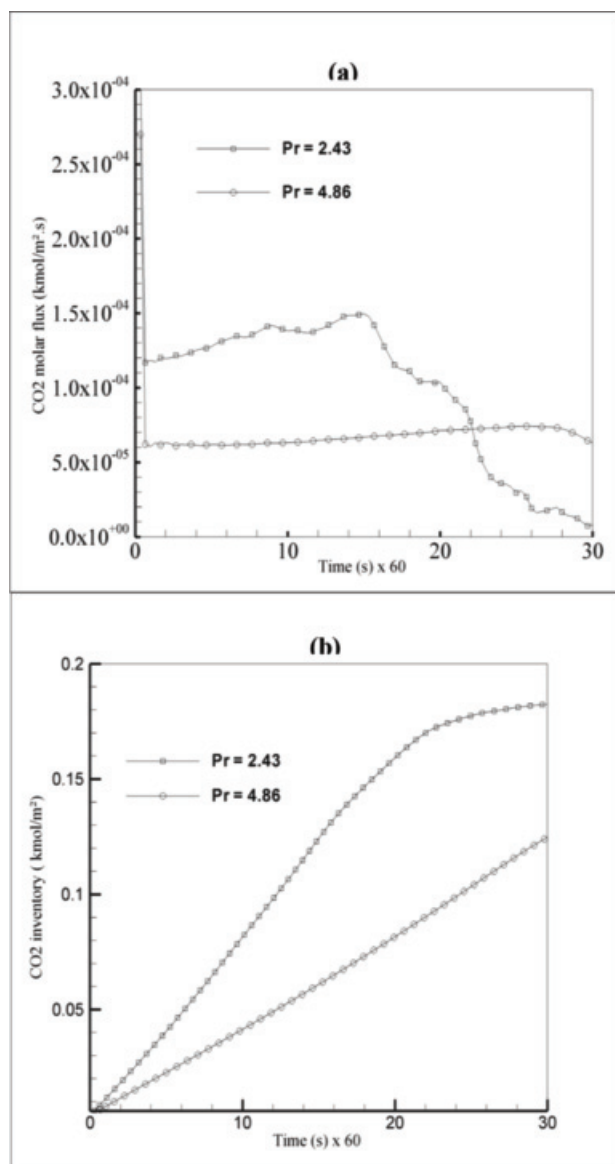 (a)
CO2 molar flux (kmol/m².s)
3.0x10⁻⁰⁴
2.5x10⁻⁰⁴
2.0x10⁻⁰⁴
1.5x10⁻⁰⁴
1.0x10⁻⁰⁴
5.0x10⁻⁰⁵
0.0x10⁺⁰⁰
Pr = 2.43
Pr = 4.86
0 10 20 30
Time (s) x 60
(b)
CO2 inventory ( kmol/m²)
0.2
0.15
0.1
0.05
Pr = 2.43
Pr = 4.86
0 10 20 30
Time (s) x 60